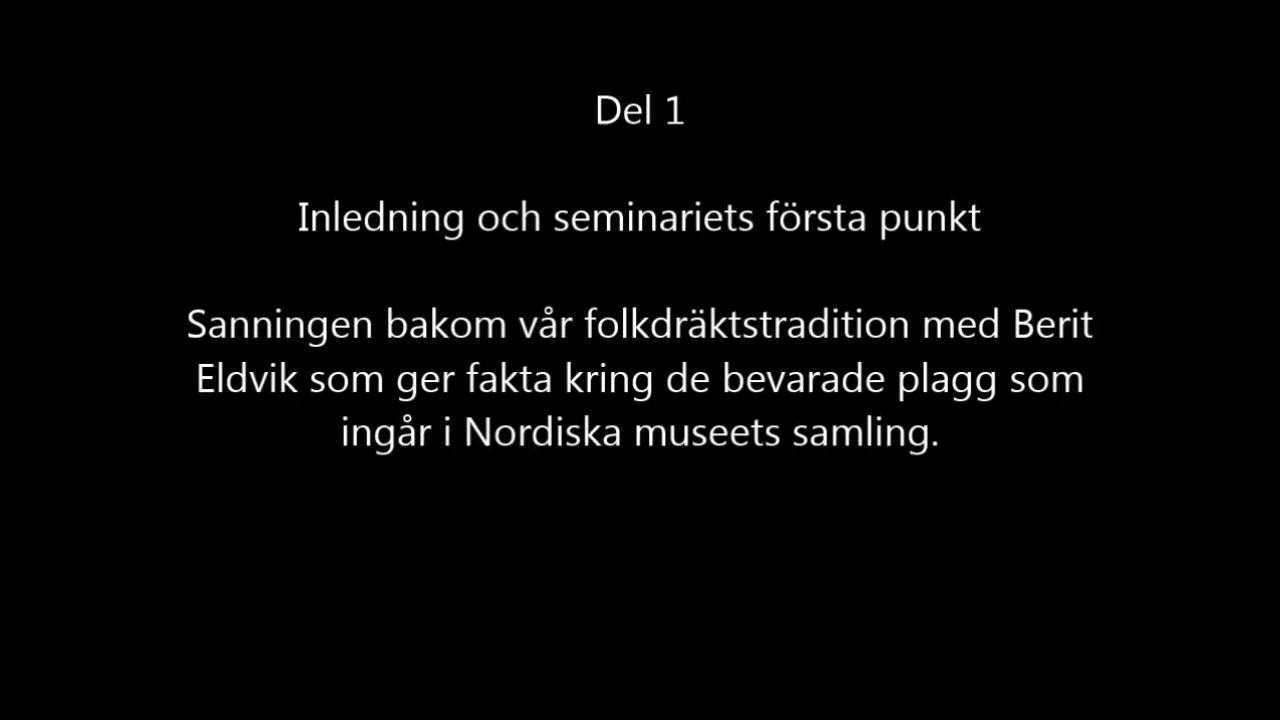 Del 1
Inledning och seminariets första punkt
Sanningen bakom vår folkdräktstradition med Berit
Eldvik som ger fakta kring de bevarade plagg som
ingår i Nordiska museets samling.